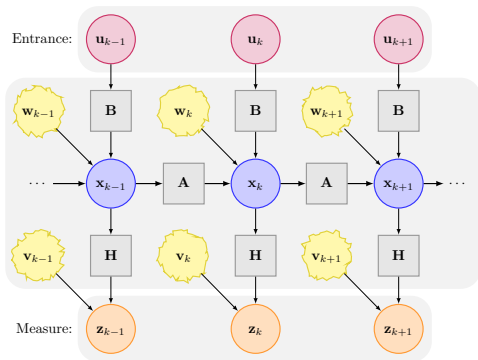 Entrance: u_{k−1} u_k u_{k+1}
w_{k−1} B w_k B w_{k+1} B
⋯ x_{k−1} A x_k A x_{k+1} ⋯
v_{k−1} H v_k H v_{k+1} H
Measure: z_{k−1} z_k z_{k+1}